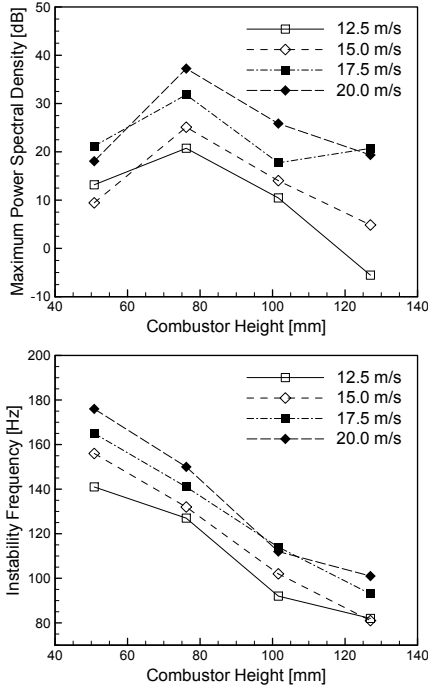 Maximum Power Spectral Density [dB]
50
40
30
20
10
0
-10
12.5 m/s
15.0 m/s
17.5 m/s
20.0 m/s
40 60 80 100 120 140
Combustor Height [mm]
Instability Frequency [Hz]
200
180
160
140
120
100
80
12.5 m/s
15.0 m/s
17.5 m/s
20.0 m/s
40 60 80 100 120 140
Combustor Height [mm]